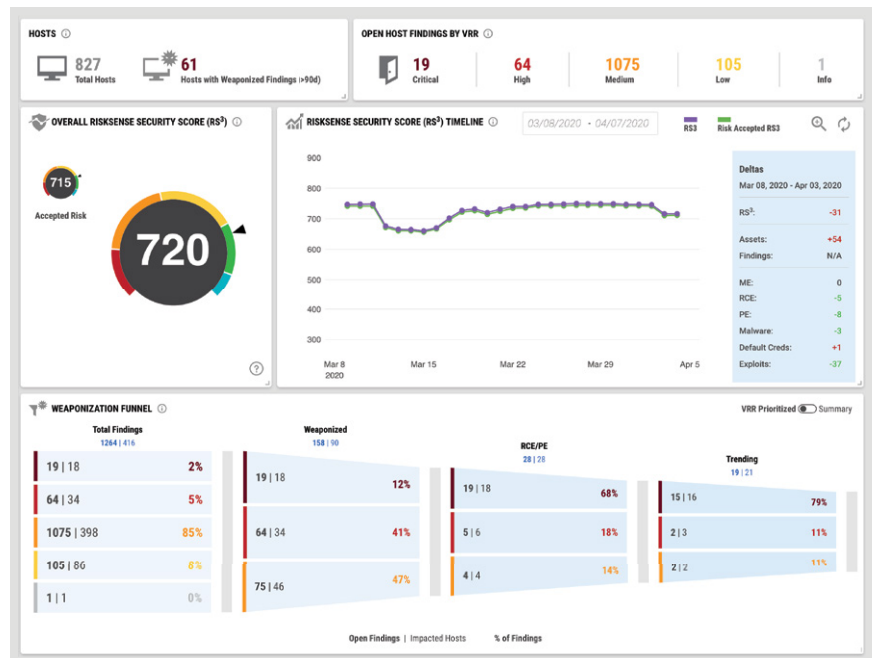 HOSTS
827
Total Hosts
61
Hosts with Weaponized Findings (>90d)
OPEN HOST FINDINGS BY VRR
19
Critical
64
High
1075
Medium
105
Low
1
Info
OVERALL RISKSENSE SECURITY SCORE (RS³)
715
Accepted Risk
720
RISKSENSE SECURITY SCORE (RS³) TIMELINE
03/08/2020 - 04/07/2020
RS3
Risk Accepted RS3
900
800
700
600
500
400
300
Mar 8
2020
Mar 15
Mar 22
Mar 29
Apr 5
Deltas
Mar 08, 2020 - Apr 03, 2020
RS³: -31
Assets: +54
Findings: N/A
ME: 0
RCE: -5
PE: -8
Malware: -3
Default Creds: +1
Exploits: -37
WEAPONIZATION FUNNEL
VRR Prioritized Summary
Total Findings
1264 | 416
19 | 18 2%
64 | 34 5%
1075 | 398 85%
105 | 86 8%
1 | 1 0%
Weaponized
158 | 90
19 | 18 12%
64 | 34 41%
75 | 46 47%
RCE/PE
28 | 28
19 | 18 68%
5 | 6 18%
4 | 4 14%
Trending
19 | 21
15 | 16 79%
2 | 3 11%
2 | 2 11%
Open Findings | Impacted Hosts % of Findings